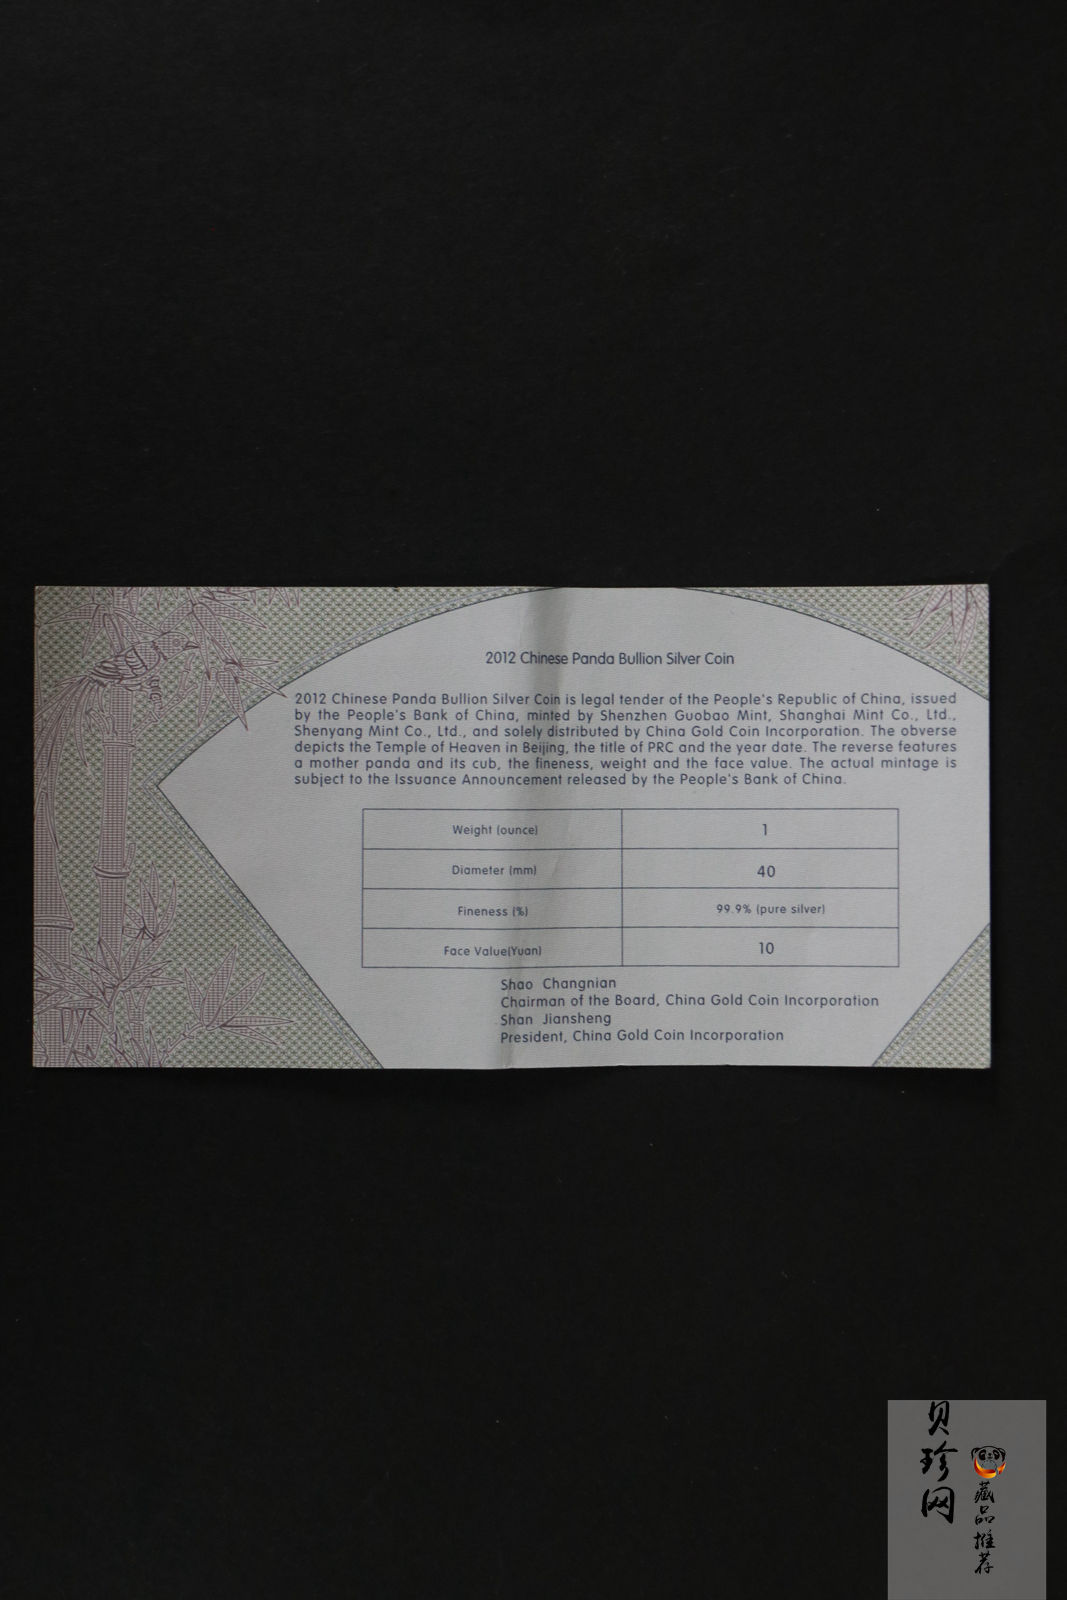 2012 Chinese Panda Bullion Silver Coin
2012 Chinese Panda Bullion Silver Coin is legal tender of the People's Republic of China, issued
by the People's Bank of China, minted by Shenzhen Guobao Mint, Shanghai Mint Co., Ltd.,
Shenyang Mint Co., Ltd., and solely distributed by China Gold Coin Incorporation. The obverse
depicts the Temple of Heaven in Beijing, the title of PRC and the year date. The reverse features
a mother panda and its cub, the fineness, weight and the face value. The actual mintage is
subject to the Issuance Announcement released by the People's Bank of China.
Weight (ounce) 1
Diameter (mm) 40
Fineness (%) 99.9% (pure silver)
Face Value(Yuan) 10
Shao Changnian
Chairman of the Board, China Gold Coin Incorporation
Shan Jiansheng
President, China Gold Coin Incorporation
贝珍网
藏品推荐